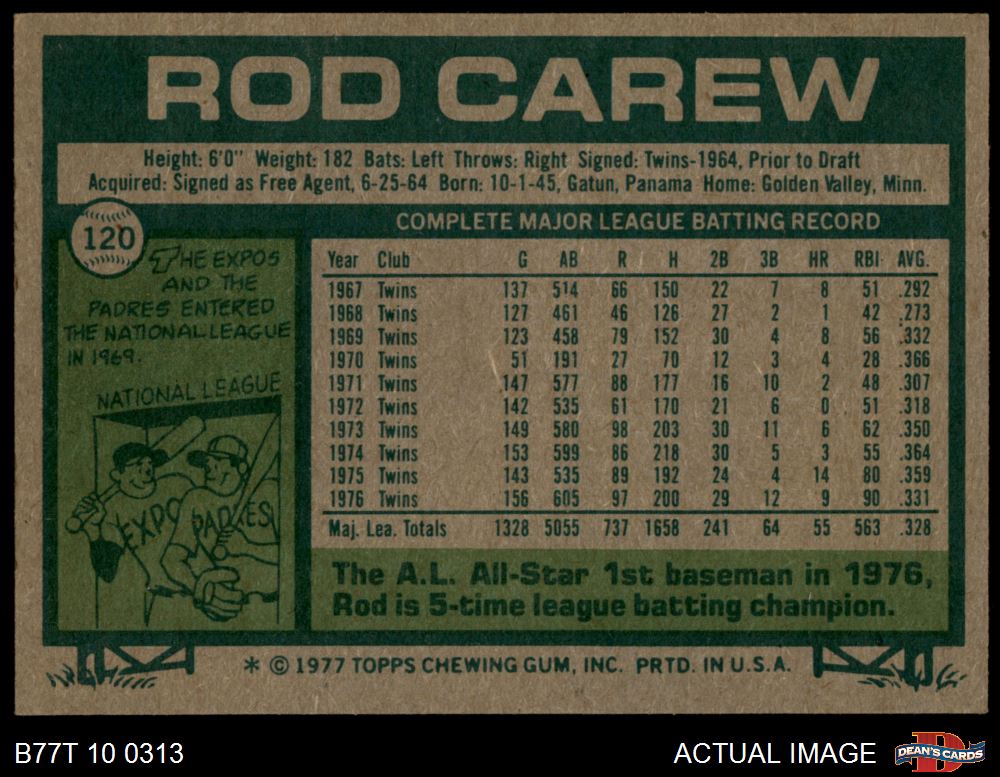 ROD CAREW
Height: 6'0" Weight: 182 Bats: Left Throws: Right Signed: Twins-1964, Prior to Draft
Acquired: Signed as Free Agent, 6-25-64 Born: 10-1-45, Gatun, Panama Home: Golden Valley, Minn.
120
THE EXPOS
AND THE
PADRES ENTERED
THE NATIONAL LEAGUE
IN 1969.
NATIONAL LEAGUE
EXPO
PADRES
COMPLETE MAJOR LEAGUE BATTING RECORD
Year Club G AB R H 2B 3B HR RBI AVG.
1967 Twins 137 514 66 150 22 7 8 51 .292
1968 Twins 127 461 46 126 27 2 1 42 .273
1969 Twins 123 458 79 152 30 4 8 56 .332
1970 Twins 51 191 27 70 12 3 4 28 .366
1971 Twins 147 577 88 177 16 10 2 48 .307
1972 Twins 142 535 61 170 21 6 0 51 .318
1973 Twins 149 580 98 203 30 11 6 62 .350
1974 Twins 153 599 86 218 30 5 3 55 .364
1975 Twins 143 535 89 192 24 4 14 80 .359
1976 Twins 156 605 97 200 29 12 9 90 .331
Maj. Lea. Totals 1328 5055 737 1658 241 64 55 563 .328
The A.L. All-Star 1st baseman in 1976,
Rod is 5-time league batting champion.
* © 1977 TOPPS CHEWING GUM, INC. PRTD. IN U.S.A.
B77T 10 0313
ACTUAL IMAGE
DEAN'S CARDS